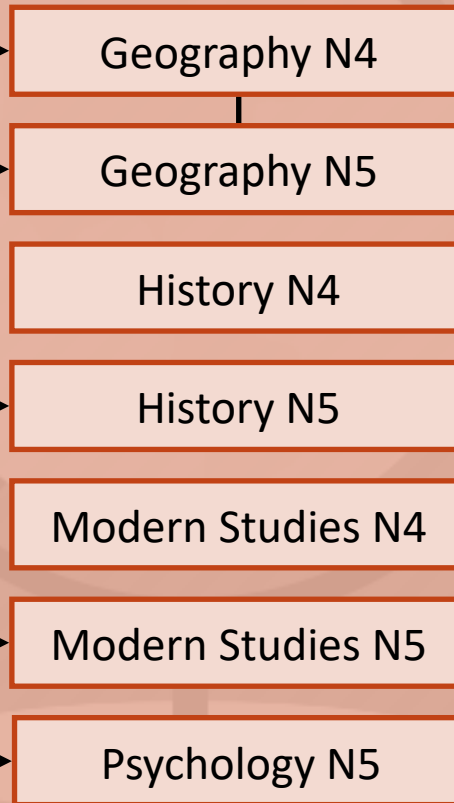 Geography N4
Geography N5
History N4
History N5
Modern Studies N4
Modern Studies N5
Psychology N5